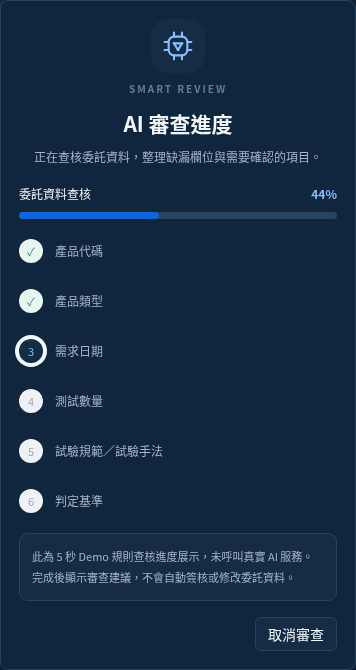 SMART REVIEW
AI 審查進度
正在查核委託資料，整理缺漏欄位與需要確認的項目。
委託資料查核 44%
✓ 產品代碼
✓ 產品類型
3 需求日期
4 測試數量
5 試驗規範／試驗手法
6 判定基準
此為 5 秒 Demo 規則查核進度展示，未呼叫真實 AI 服務。
完成後顯示審查建議，不會自動簽核或修改委託資料。
取消審查